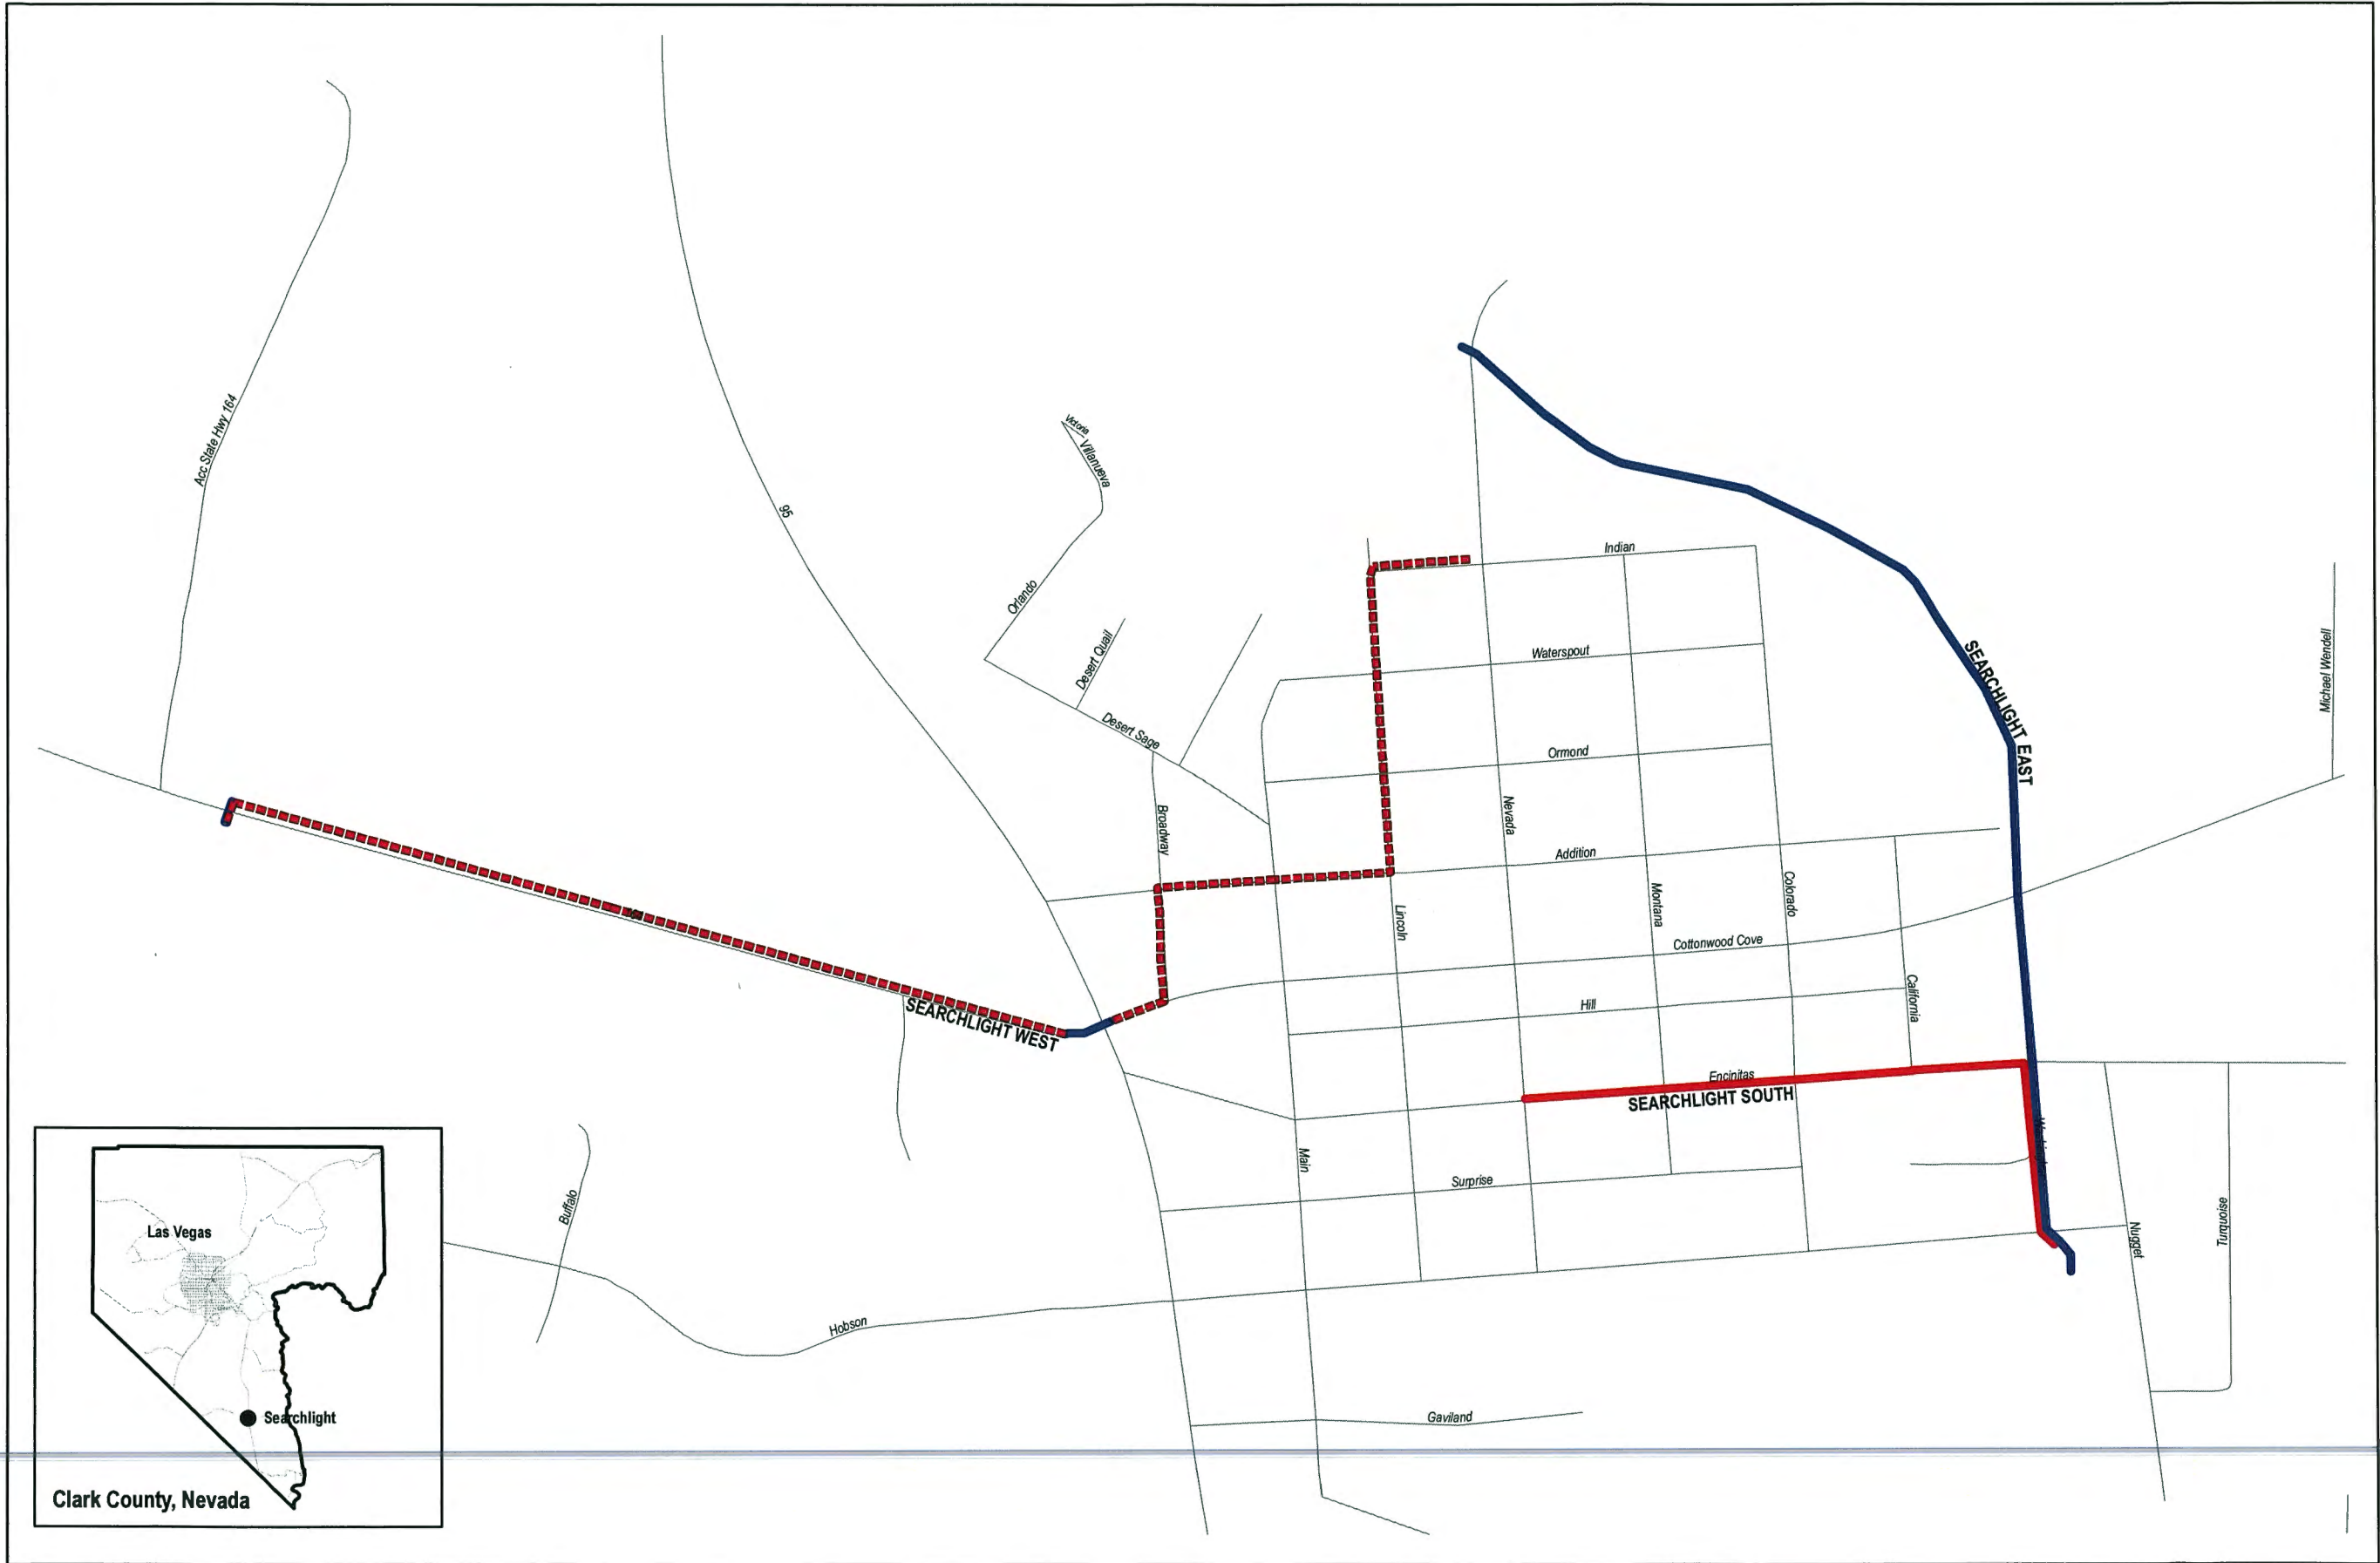 Acc State Hwy 164
95
Victoria
Villanueva
Orlando
Desert Quail
Desert Sage
Broadway
Indian
Waterspout
Ormond
Nevada
Addition
Lincoln
Montana
Colorado
Cottonwood Cove
California
Hill
SEARCHLIGHT EAST
Michael Wendell
SEARCHLIGHT WEST
Encinitas
SEARCHLIGHT SOUTH
Main
Surprise
Buffalo
Hobson
Nugget
Turquoise
Gaviland
Las Vegas
Searchlight
Clark County, Nevada